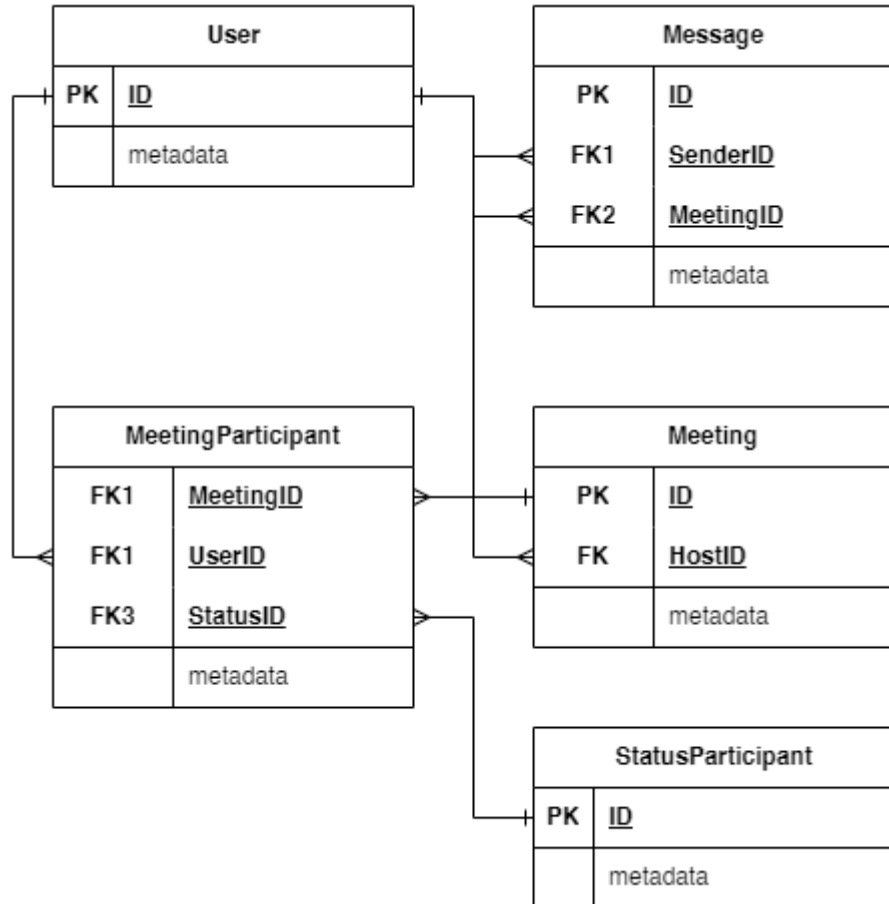 User
PK ID
metadata
Message
PK ID
FK1 SenderID
FK2 MeetingID
metadata
MeetingParticipant
FK1 MeetingID
FK1 UserID
FK3 StatusID
metadata
Meeting
PK ID
FK HostID
metadata
StatusParticipant
PK ID
metadata